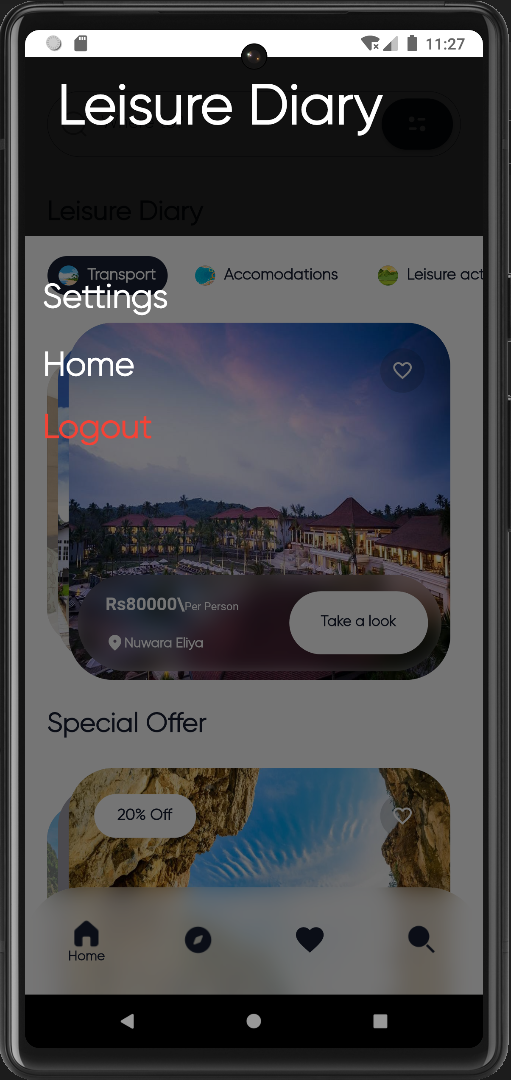 11:27
Leisure Diary
Leisure Diary
Transport
Accomodations
Leisure act
Settings
Home
Logout
Rs80000\Per Person
Nuwara Eliya
Take a look
Special Offer
20% Off
Home